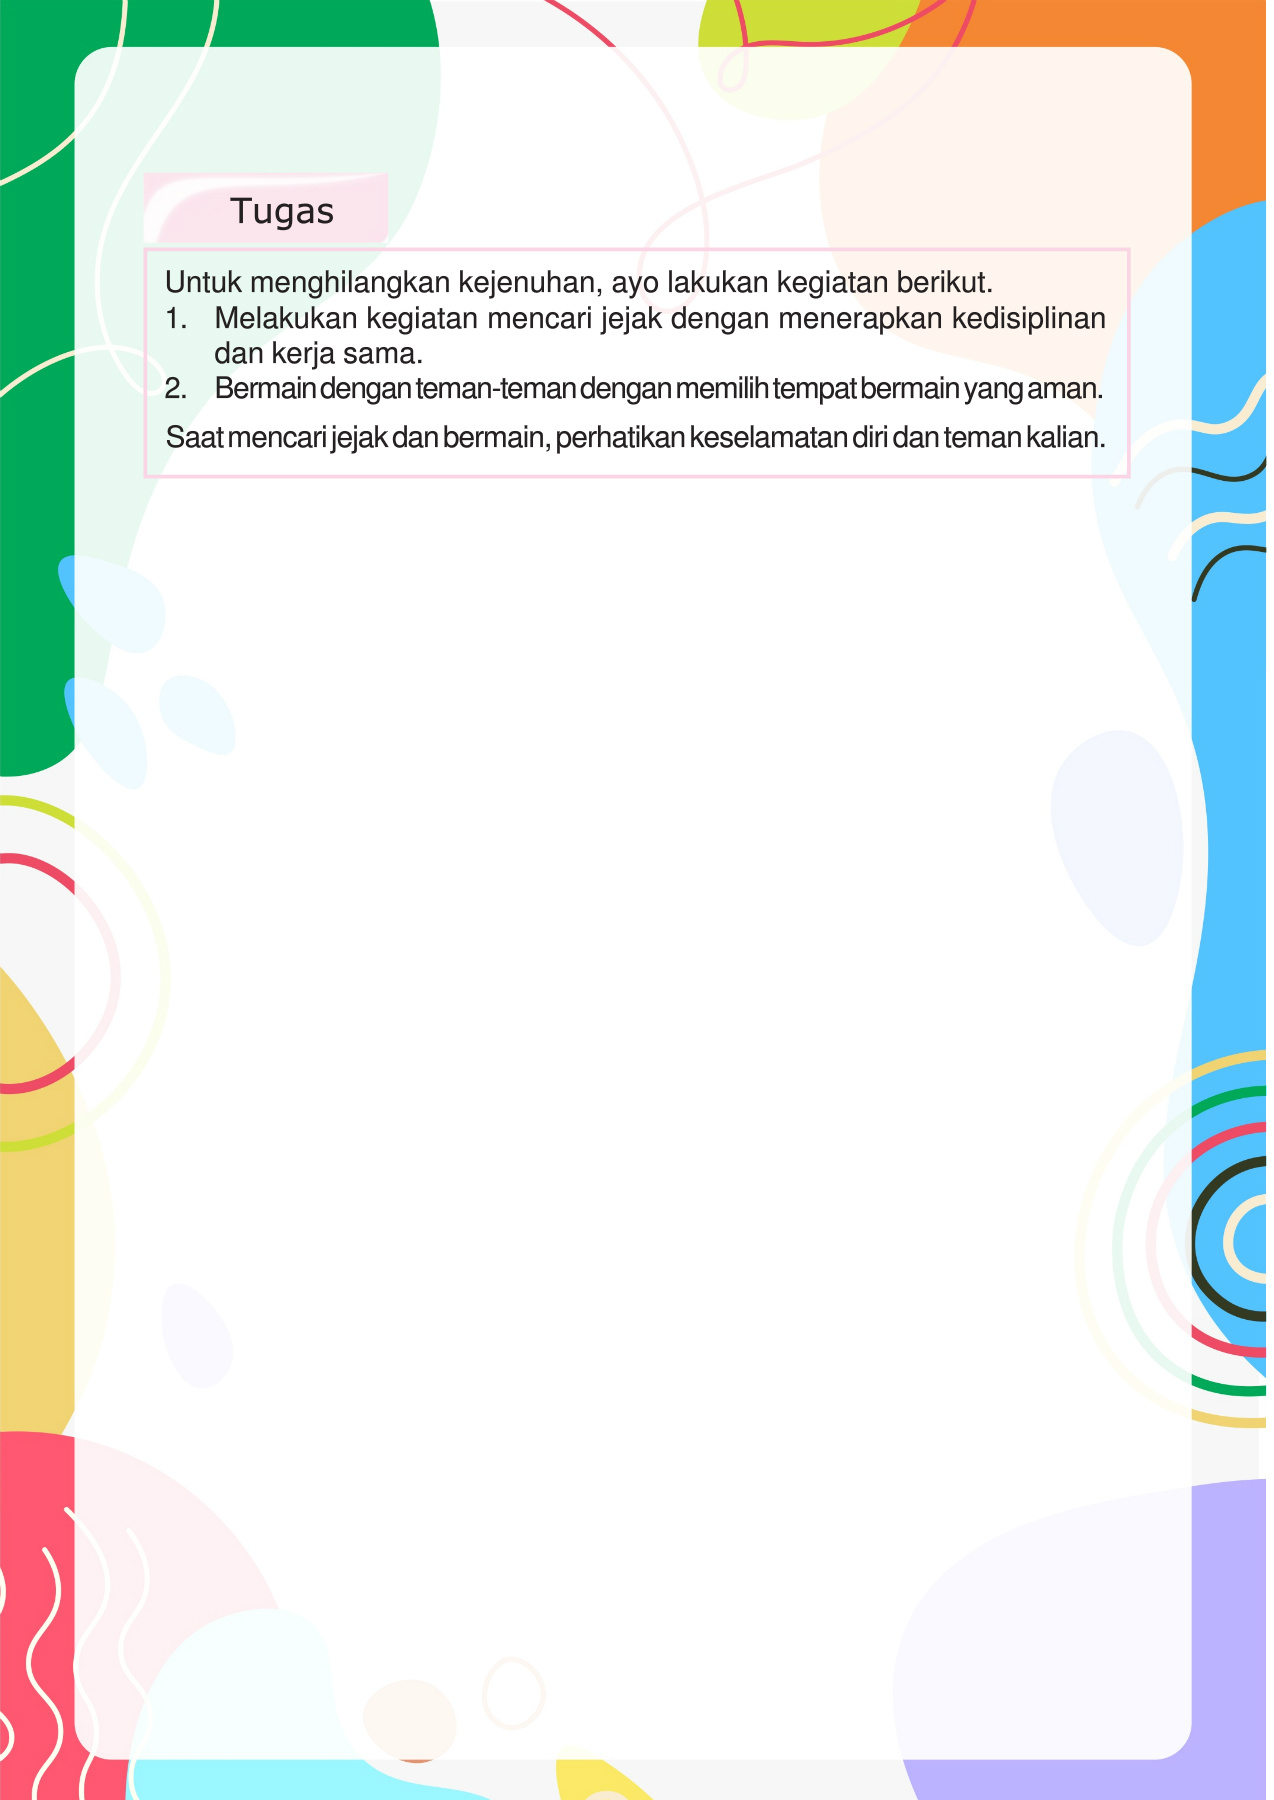 Tugas
Untuk menghilangkan kejenuhan, ayo lakukan kegiatan berikut.
1. Melakukan kegiatan mencari jejak dengan menerapkan kedisiplinan
dan kerja sama.
2. Bermain dengan teman-teman dengan memilih tempat bermain yang aman.
Saat mencari jejak dan bermain, perhatikan keselamatan diri dan teman kalian.